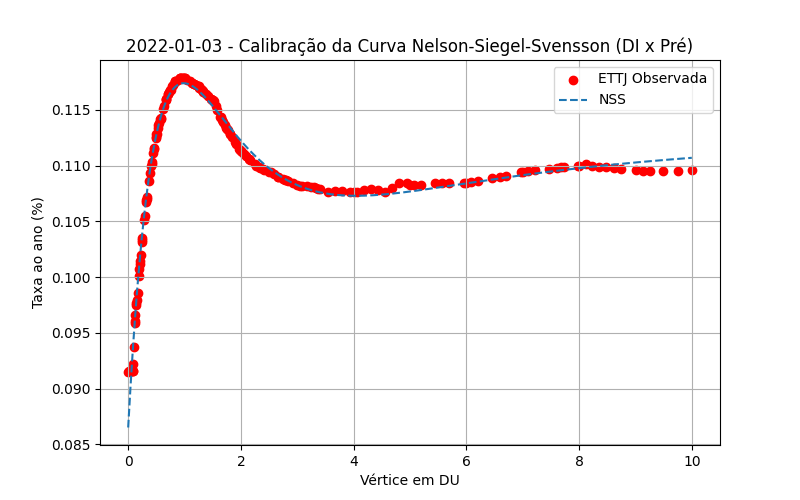 2022-01-03 - Calibração da Curva Nelson-Siegel-Svensson (DI x Pré)
ETTJ Observada
NSS
Taxa ao ano (%)
0.115
0.110
0.105
0.100
0.095
0.090
0.085
0 2 4 6 8 10
Vértice em DU